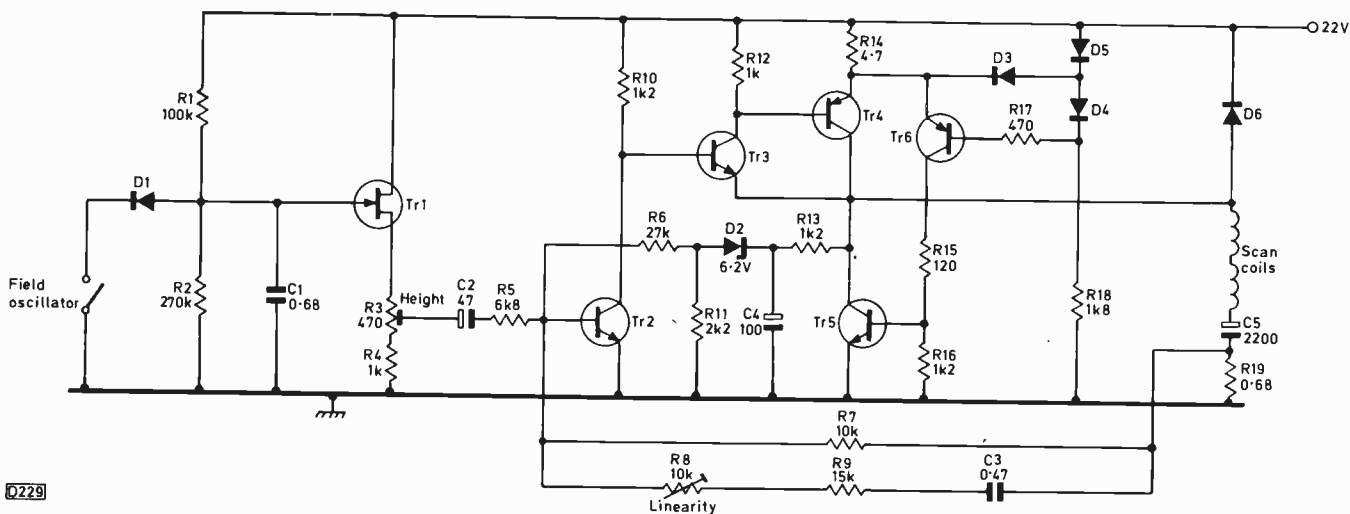 22V
R14
4·7
D5
R12
1k
D3
R10
1k2
R1
100k
Tr4
R17
470
D4
D6
Tr6
Tr3
D1
Tr1
R6
27k
D2
6·2V
R13
1k2
R15
120
Scan
coils
Field
oscillator
R2
270k
C1
0·68
R3
470
Height
C2
47
R5
6k8
R18
1k8
Tr2
R11
2k2
C4
100
Tr5
C5
2200
R4
1k
R16
1k2
R19
0·68
R7
10k
R8
10k
R9
15k
C3
0·47
Linearity
D229